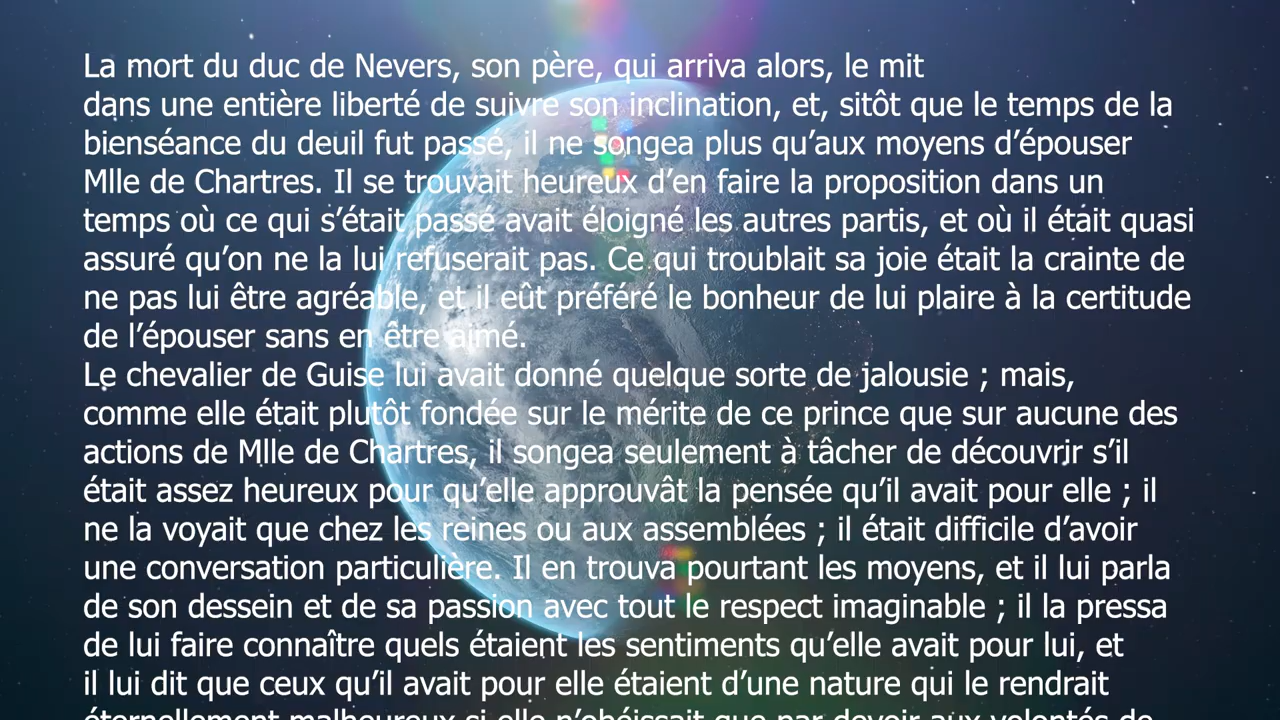 La mort du duc de Nevers, son père, qui arriva alors, le mit
dans une entière liberté de suivre son inclination, et, sitôt que le temps de la
bienséance du deuil fut passé, il ne songea plus qu’aux moyens d’épouser
Mlle de Chartres. Il se trouvait heureux d’en faire la proposition dans un
temps où ce qui s’était passé avait éloigné les autres partis, et où il était quasi
assuré qu’on ne la lui refuserait pas. Ce qui troublait sa joie était la crainte de
ne pas lui être agréable, et il eût préféré le bonheur de lui plaire à la certitude
de l’épouser sans en être aimé.
Le chevalier de Guise lui avait donné quelque sorte de jalousie ; mais,
comme elle était plutôt fondée sur le mérite de ce prince que sur aucune des
actions de Mlle de Chartres, il songea seulement à tâcher de découvrir s’il
était assez heureux pour qu’elle approuvât la pensée qu’il avait pour elle ; il
ne la voyait que chez les reines ou aux assemblées ; il était difficile d’avoir
une conversation particulière. Il en trouva pourtant les moyens, et il lui parla
de son dessein et de sa passion avec tout le respect imaginable ; il la pressa
de lui faire connaître quels étaient les sentiments qu’elle avait pour lui, et
il lui dit que ceux qu’il avait pour elle étaient d’une nature qui le rendrait
éternellement malheureux si elle n’obéissait que par devoir aux volontés de